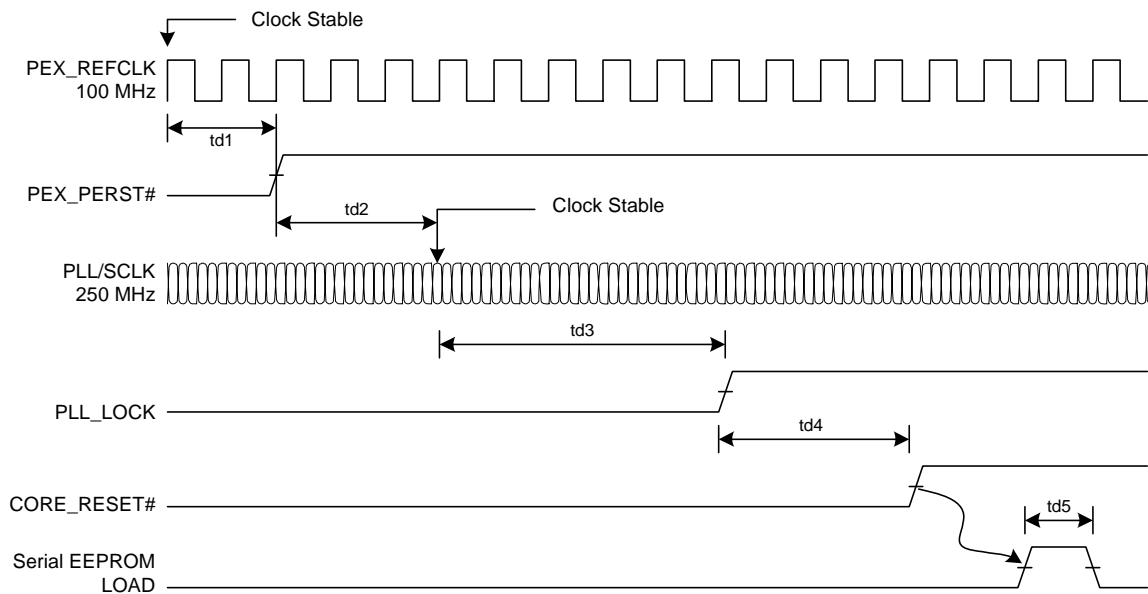 Clock Stable
PEX_REFCLK
100 MHz
td1
PEX_PERST#
td2
Clock Stable
PLL/SCLK
250 MHz
td3
PLL_LOCK
td4
CORE_RESET#
td5
Serial EEPROM
LOAD